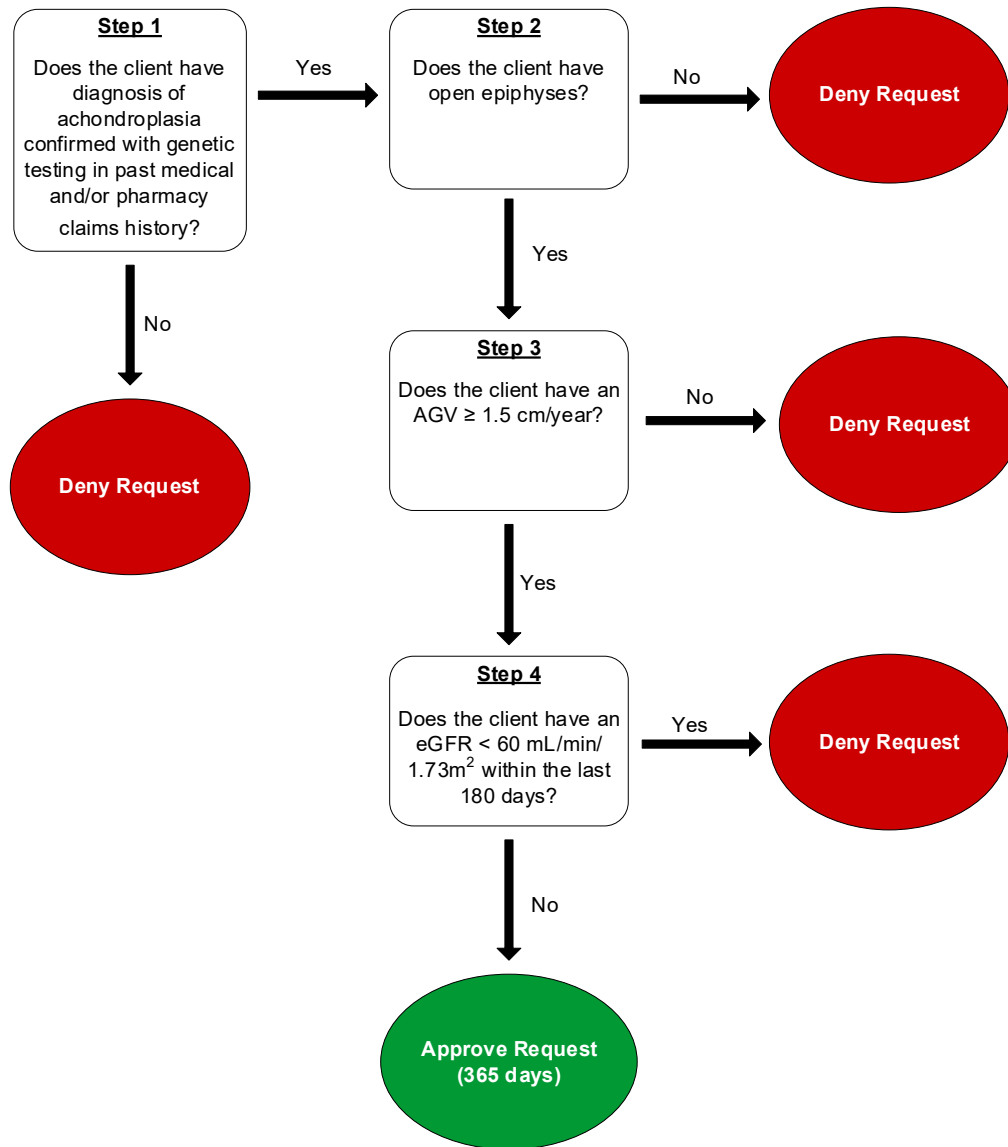 Step 1
Does the client have
diagnosis of
achondroplasia
confirmed with genetic
testing in past medical
and/or pharmacy
claims history?
Yes
Step 2
Does the client have
open epiphyses?
No
Deny Request
No
Deny Request
Yes
Step 3
Does the client have an
AGV ≥ 1.5 cm/year?
No
Deny Request
Yes
Step 4
Does the client have an
eGFR < 60 mL/min/
1.73m² within the last
180 days?
Yes
Deny Request
No
Approve Request
(365 days)